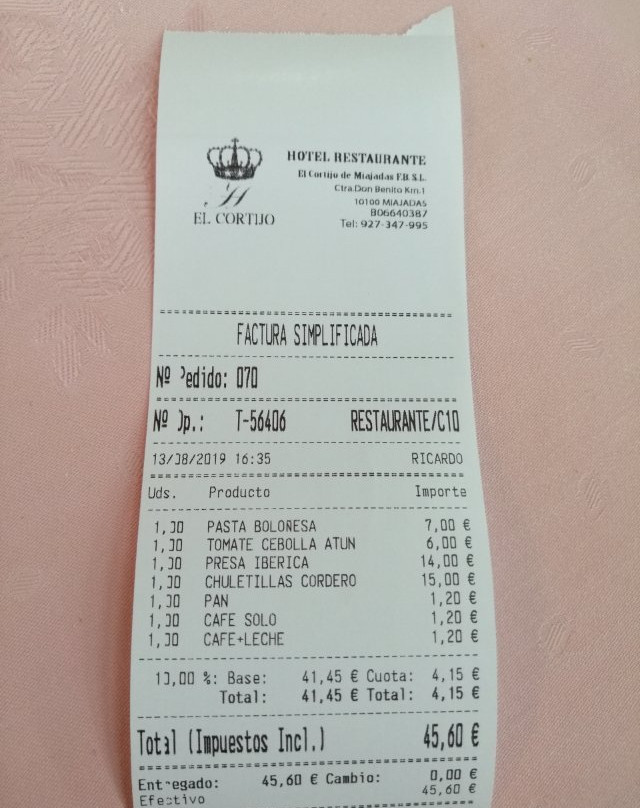 HOTEL RESTAURANTE
El Cortijo de Miajadas F.B. S.L.
Ctra.Don Benito Km.1
10100 MIAJADAS
B06640387
Tel: 927-347-995
H
EL CORTIJO
FACTURA SIMPLIFICADA
Nº Pedido: 070
Nº Op.: T-56406 RESTAURANTE/C10
13/08/2019 16:35 RICARDO
Uds. Producto Importe
1,00 PASTA BOLOÑESA 7,00 €
1,00 TOMATE CEBOLLA ATUN 6,00 €
1,00 PRESA IBERICA 14,00 €
1,00 CHULETILLAS CORDERO 15,00 €
1,00 PAN 1,20 €
1,00 CAFE SOLO 1,20 €
1,00 CAFE+LECHE 1,20 €
10,00 %: Base: 41,45 € Cuota: 4,15 €
Total: 41,45 € Total: 4,15 €
Total (Impuestos Incl.) 45,60 €
Entregado: 45,60 € Cambio: 0,00 €
Efectivo 45,60 €